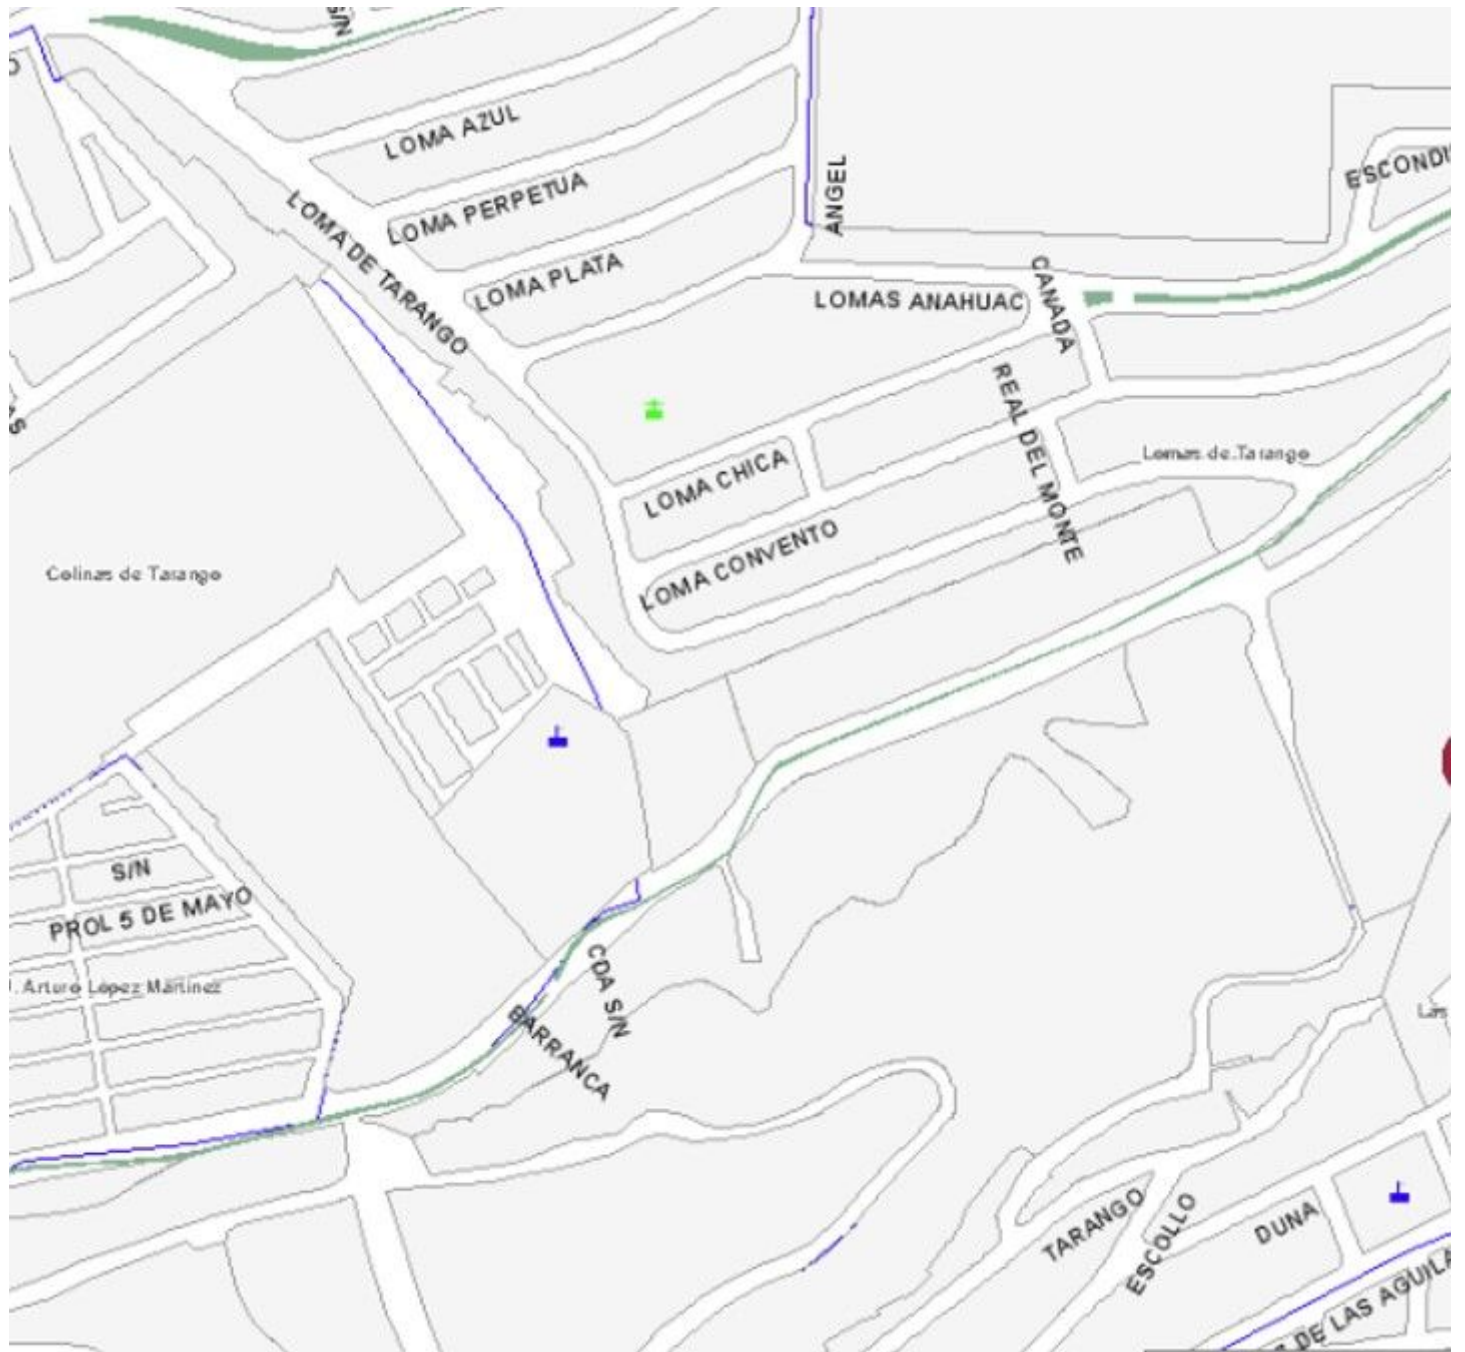 S/N
LOMA AZUL
ESCONDI
LOMA PERPETUA
ANGEL
LOMA DE TARANGO
LOMA PLATA
LOMAS ANAHUAC
CANADA
REAL DEL MONTE
LOMA CHICA
Lomas de Tarango
LOMA CONVENTO
Colinas de Tarango
S/N
PROL 5 DE MAYO
. Arturo López Martínez
CDA S/N
BARRANCA
Las
TARANGO
ESCOLLO
DUNA
DE LAS AGUILA